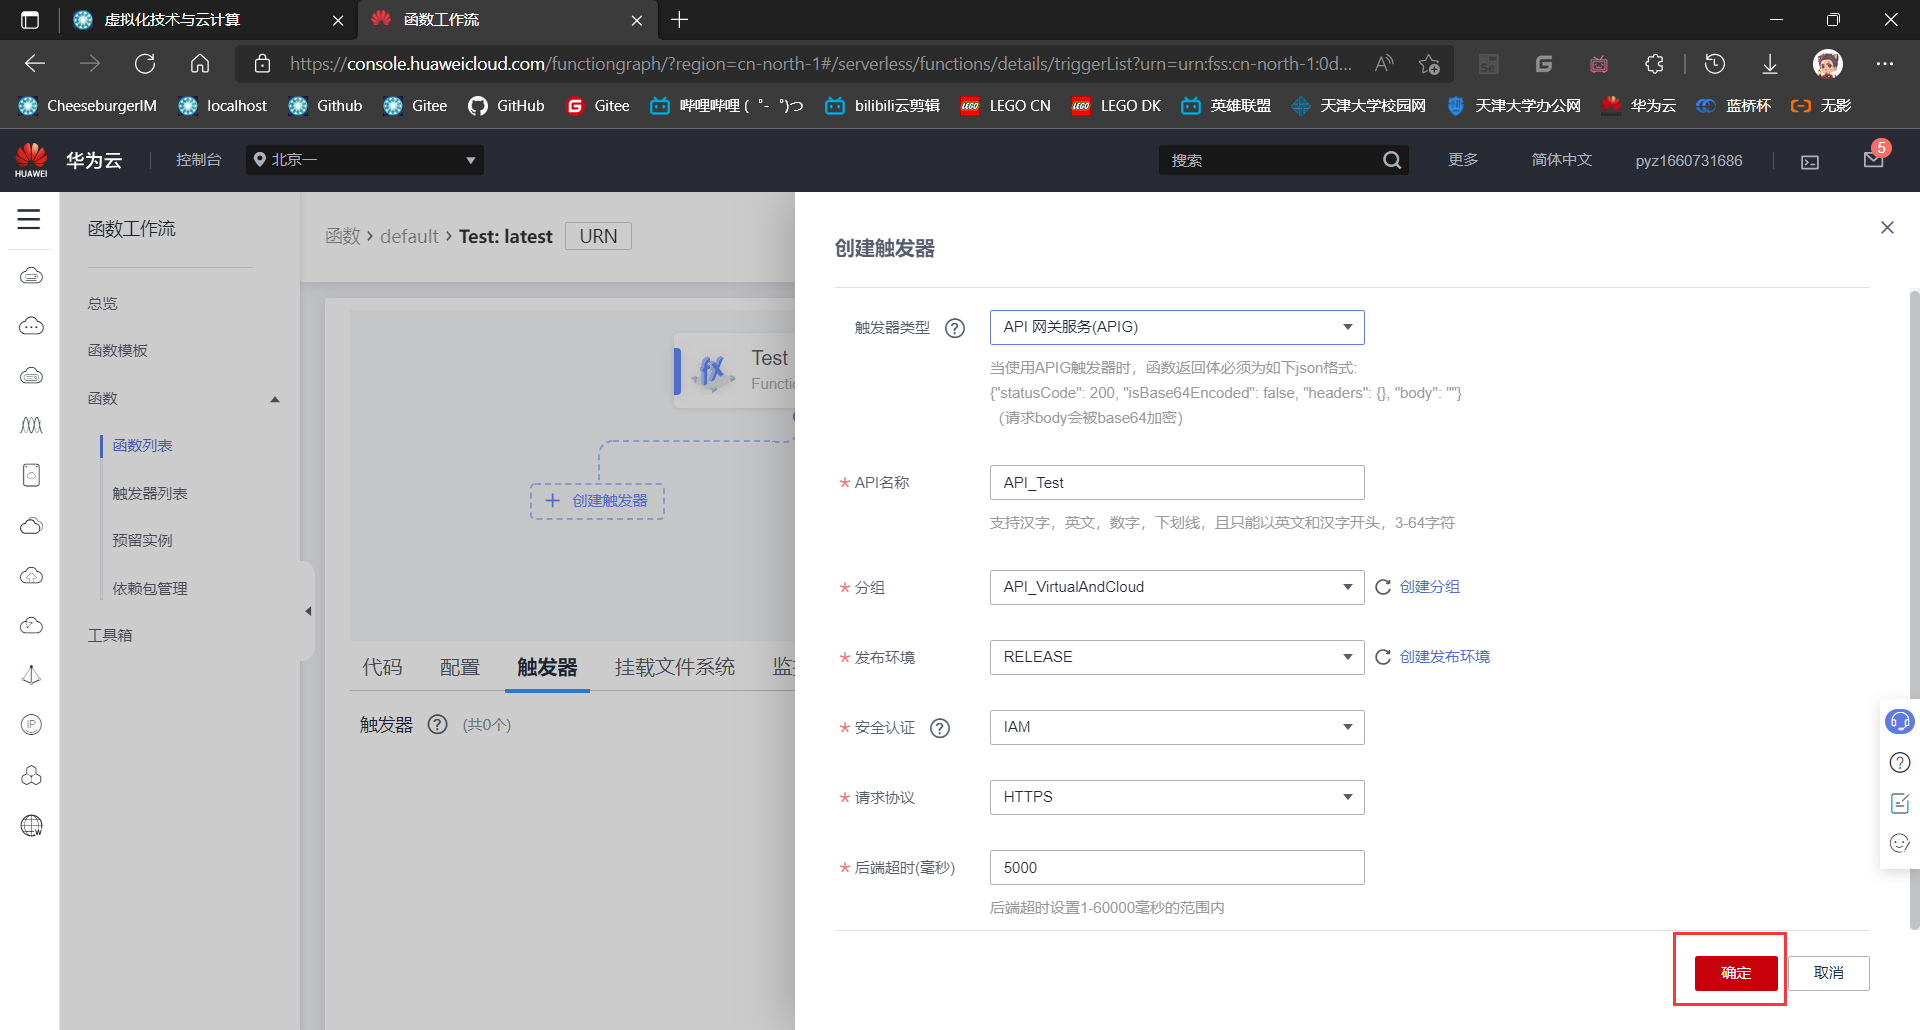 虚拟化技术与云计算
函数工作流
https://console.huaweicloud.com/functiongraph/?region=cn-north-1#/serverless/functions/details/triggerList?urn=urn:fss:cn-north-1:0d...
CheeseburgerIM
localhost
Github
Gitee
GitHub
Gitee
哔哩哔哩 (゜-゜)つ
bilibili云剪辑
LEGO CN
LEGO DK
英雄联盟
天津大学校园网
天津大学办公网
华为云
蓝桥杯
无影
HUAWEI
华为云
控制台
北京一
搜索
更多
简体中文
pyz1660731686
5
函数工作流
总览
函数模板
函数
函数列表
触发器列表
预留实例
依赖包管理
工具箱
函数 › default › Test: latest
URN
Test
Functi
创建触发器
代码
配置
触发器
挂载文件系统
触发器
(共0个)
创建触发器
触发器类型
API 网关服务(APIG)
当使用APIG触发器时，函数返回体必须为如下json格式:
{"statusCode": 200, "isBase64Encoded": false, "headers": {}, "body": ""}
（请求body会被base64加密）
* API名称
API_Test
支持汉字，英文，数字，下划线，且只能以英文和汉字开头，3-64字符
* 分组
API_VirtualAndCloud
创建分组
* 发布环境
RELEASE
创建发布环境
* 安全认证
IAM
* 请求协议
HTTPS
* 后端超时(毫秒)
5000
后端超时设置1-60000毫秒的范围内
确定
取消